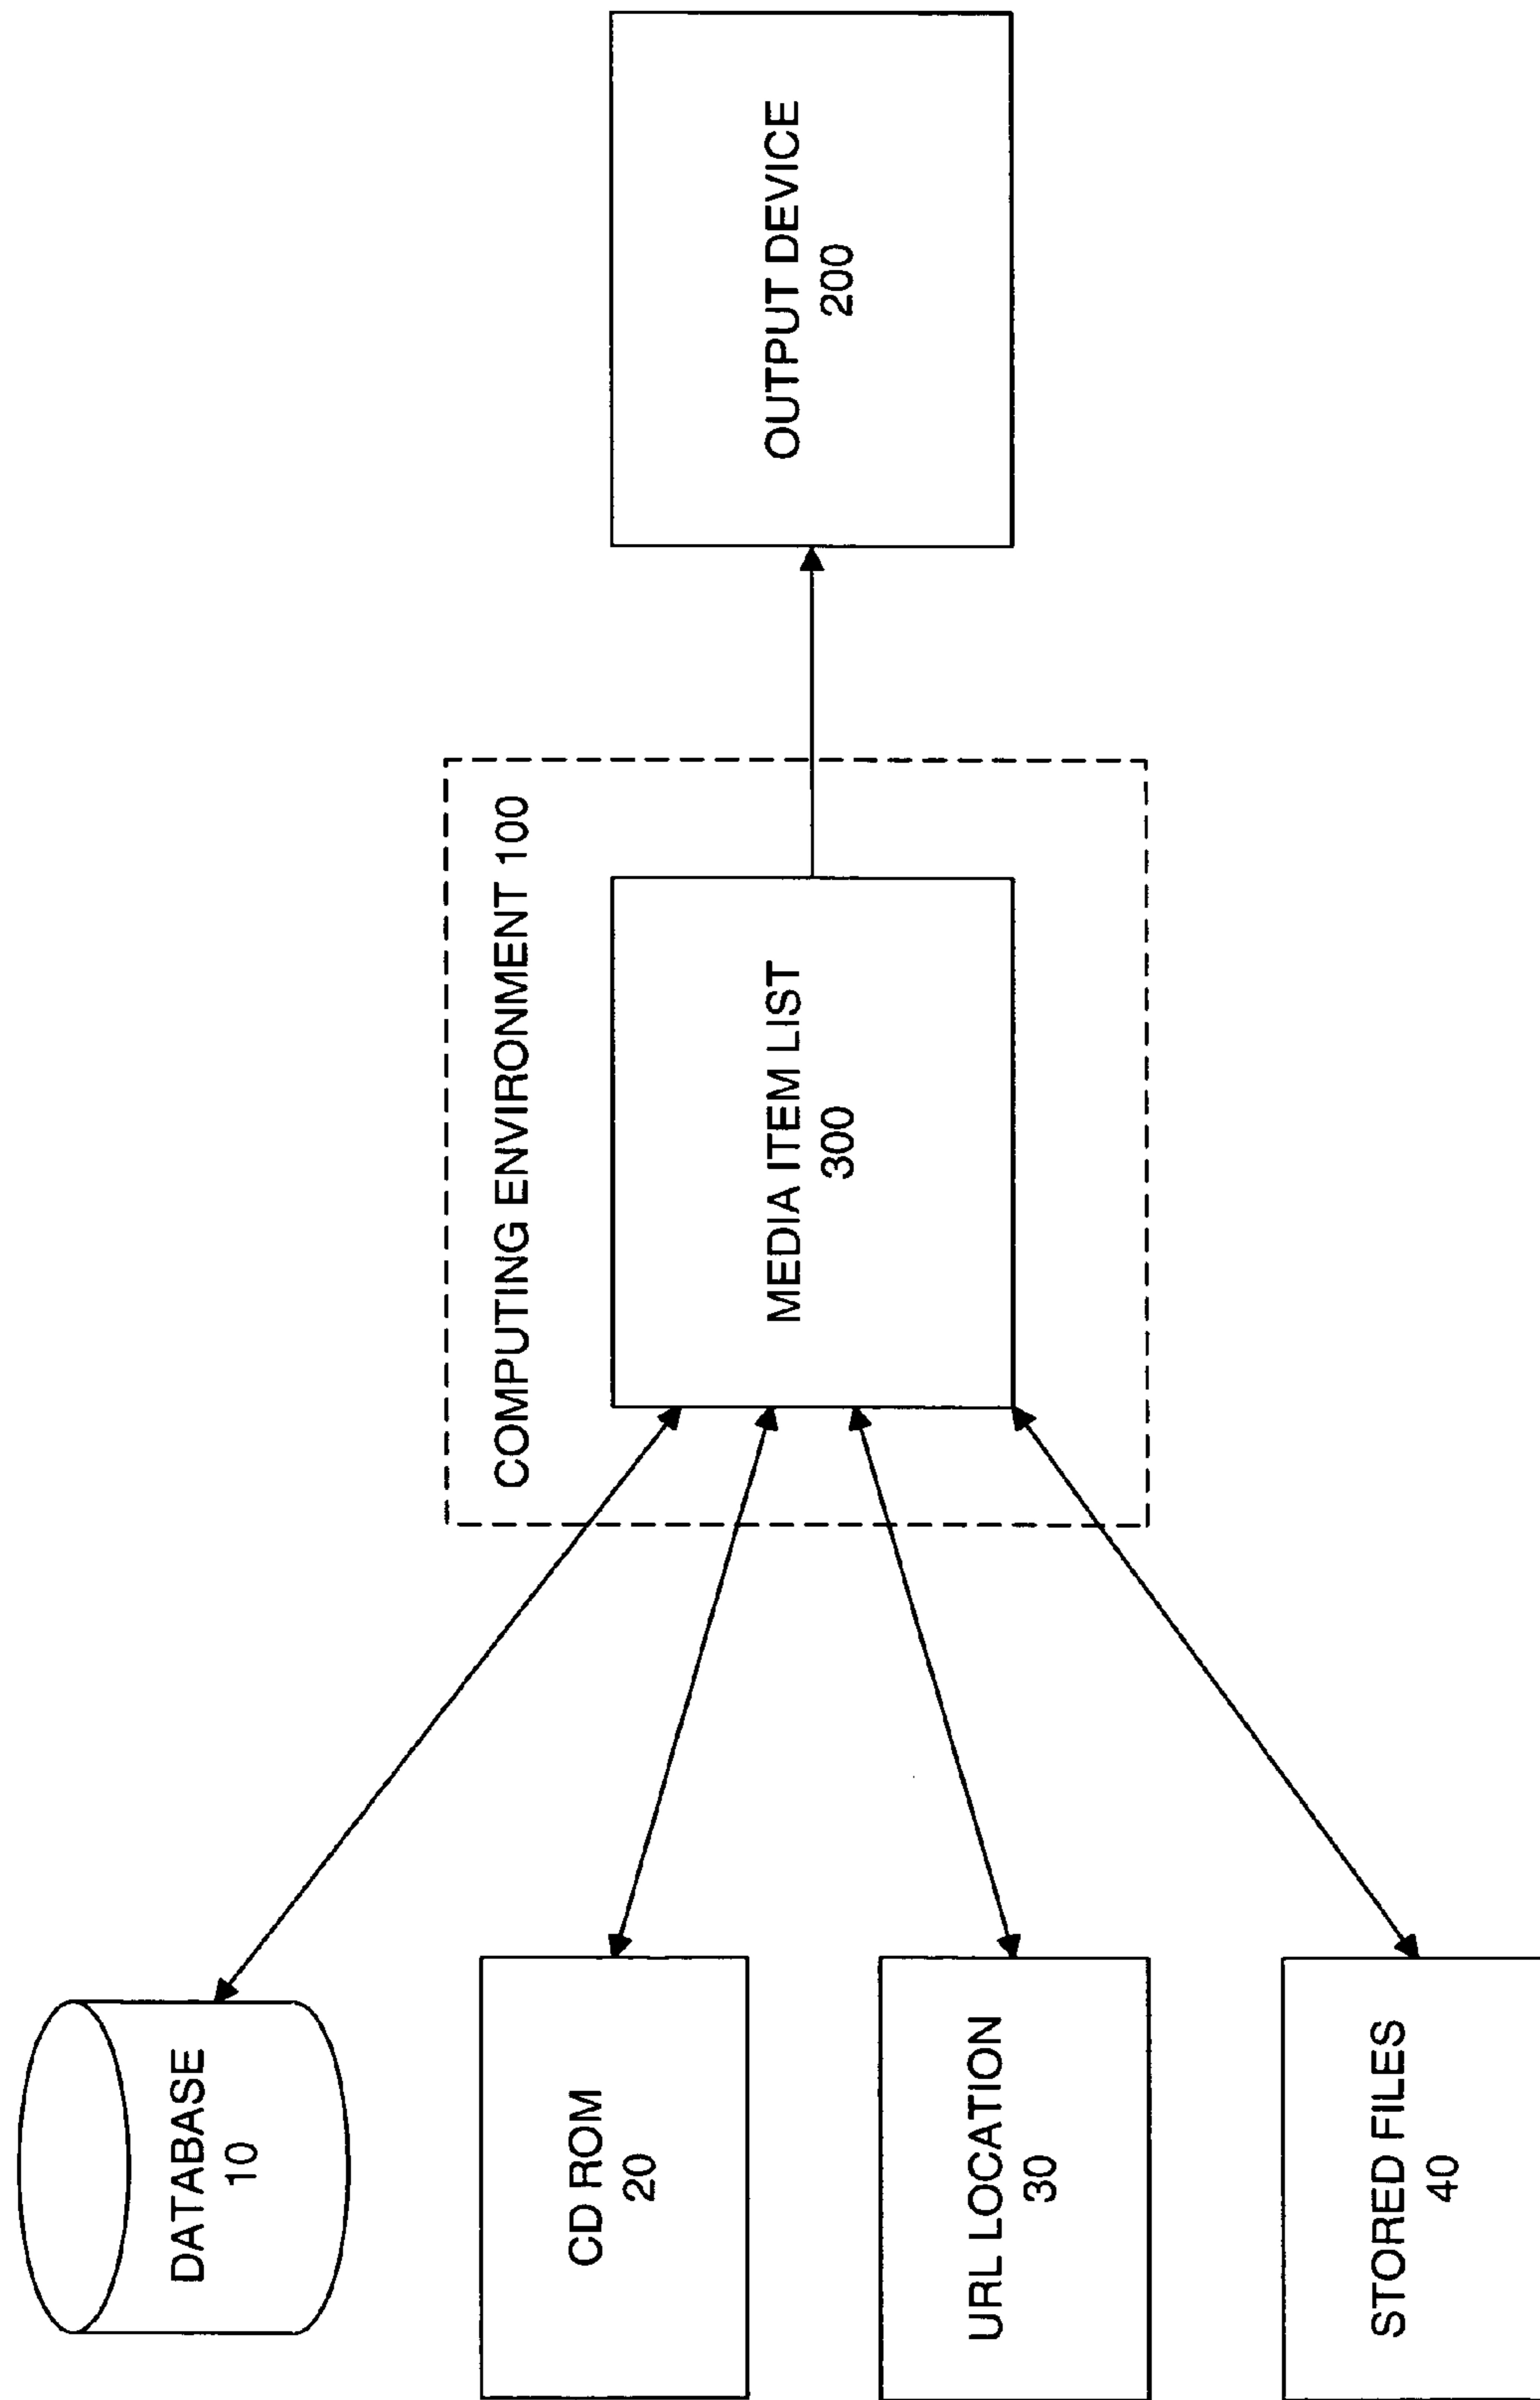 DATABASE
10
CD ROM
20
URL LOCATION
30
STORED FILES
40
COMPUTING ENVIRONMENT 100
MEDIA ITEM LIST
300
OUTPUT DEVICE
200